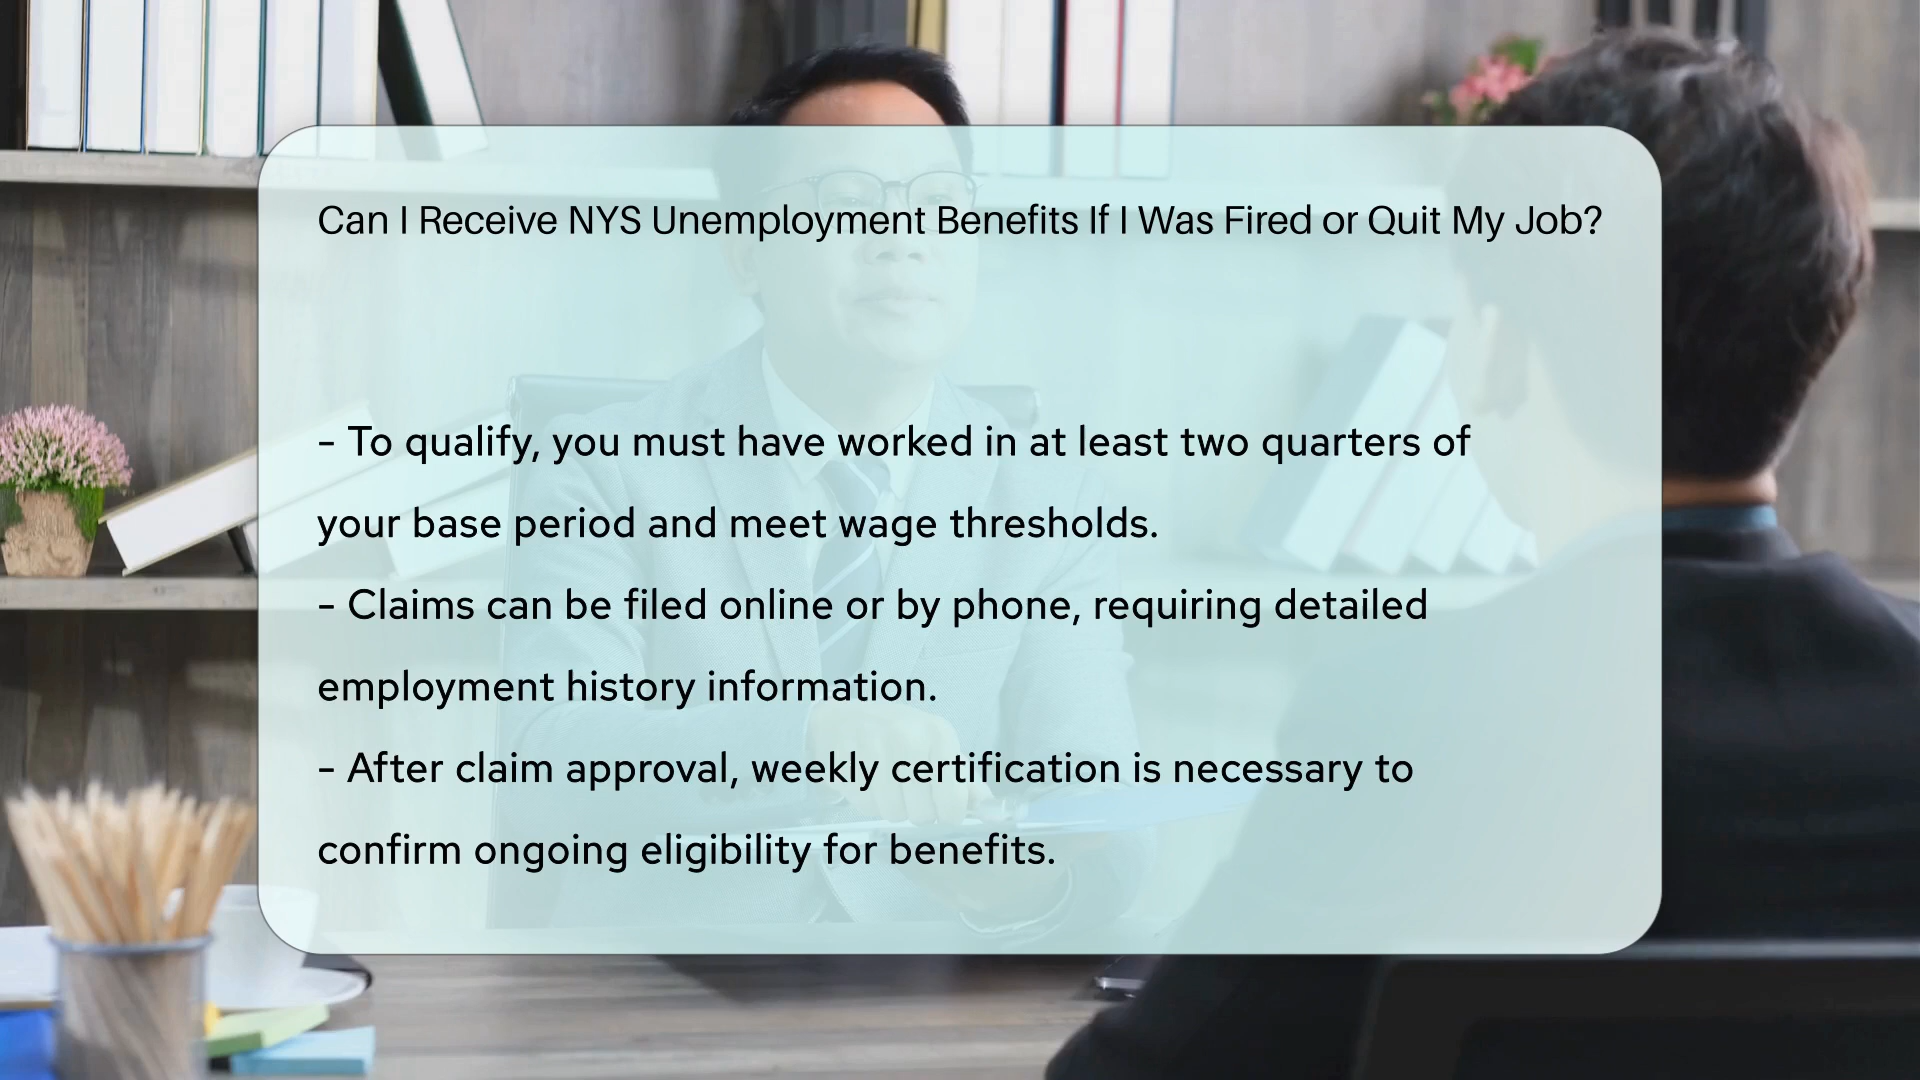 Can I Receive NYS Unemployment Benefits If I Was Fired or Quit My Job?
- To qualify, you must have worked in at least two quarters of
your base period and meet wage thresholds.
- Claims can be filed online or by phone, requiring detailed
employment history information.
- After claim approval, weekly certification is necessary to
confirm ongoing eligibility for benefits.